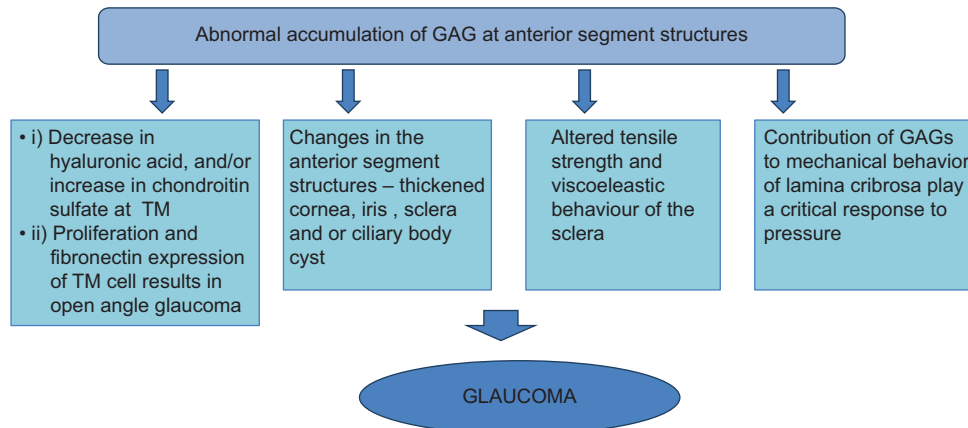 Abnormal accumulation of GAG at anterior segment structures
• i) Decrease in
hyaluronic acid, and/or
increase in chondroitin
sulfate at TM
• ii) Proliferation and
fibronectin expression
of TM cell results in
open angle glaucoma
Changes in the
anterior segment
structures – thickened
cornea, iris , sclera
and or ciliary body
cyst
Altered tensile
strength and
viscoeleastic
behaviour of the
sclera
Contribution of GAGs
to mechanical behavior
of lamina cribrosa play
a critical response to
pressure
GLAUCOMA